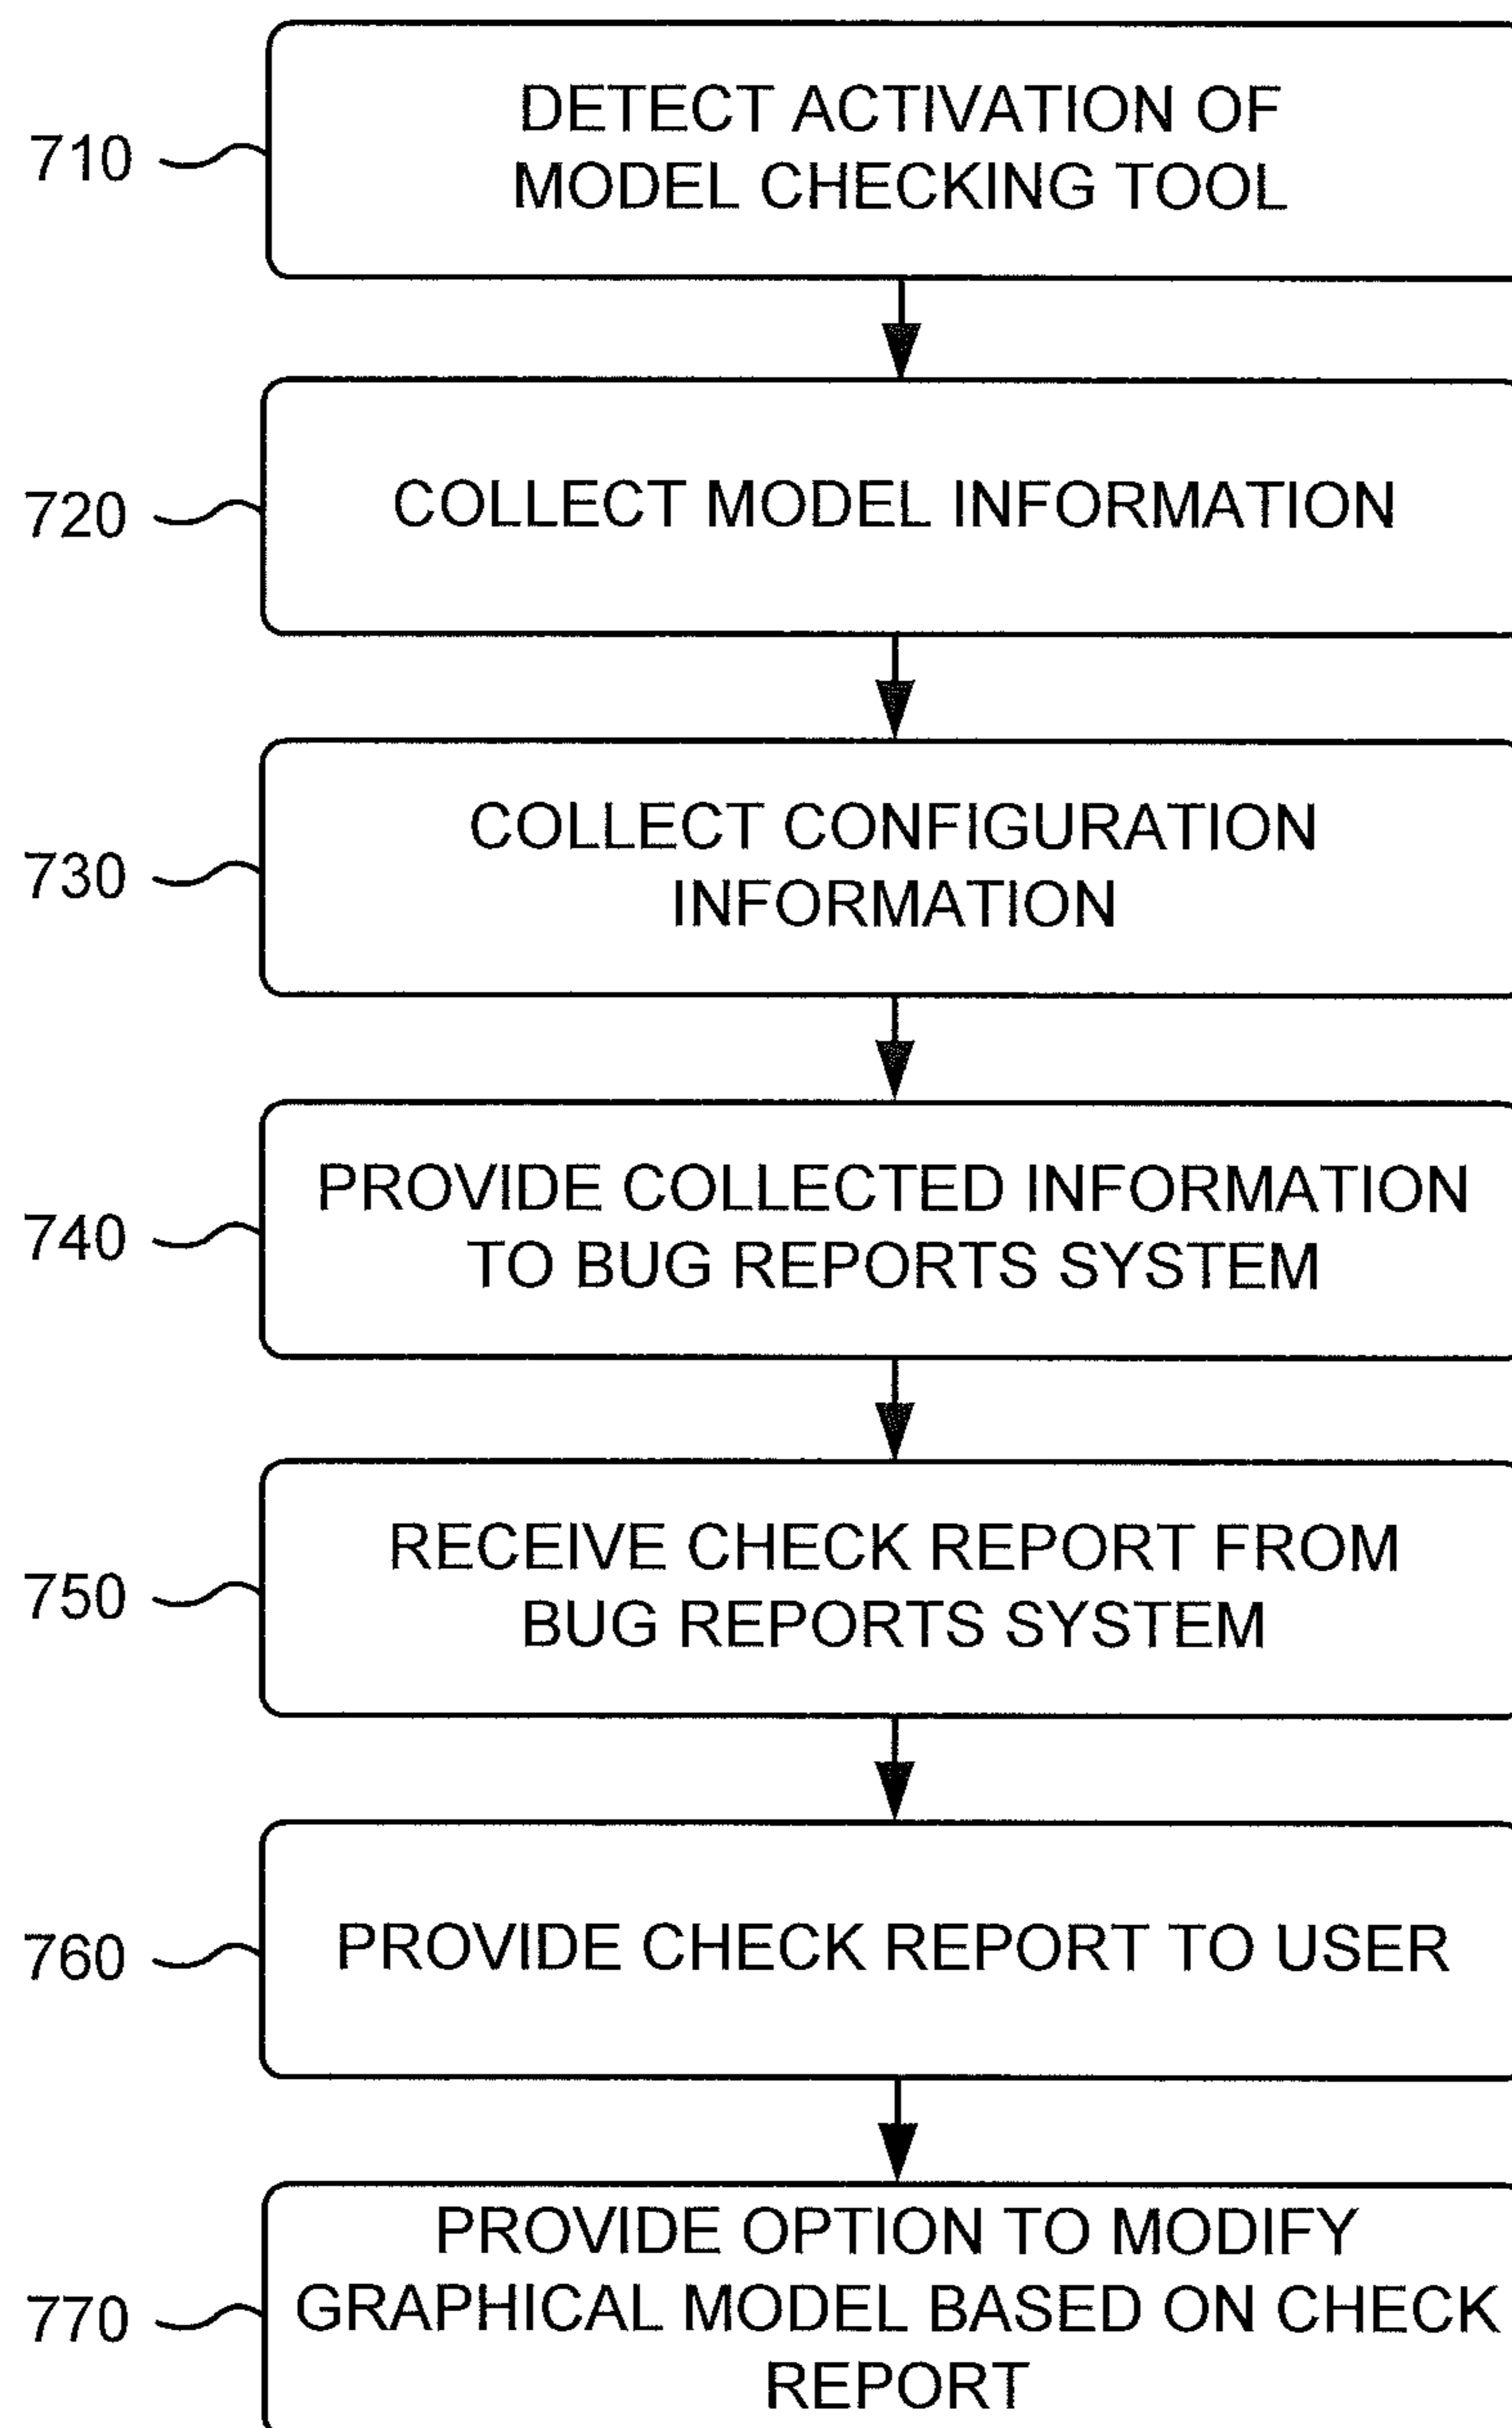 710
DETECT ACTIVATION OF
MODEL CHECKING TOOL
720
COLLECT MODEL INFORMATION
730
COLLECT CONFIGURATION
INFORMATION
740
PROVIDE COLLECTED INFORMATION
TO BUG REPORTS SYSTEM
750
RECEIVE CHECK REPORT FROM
BUG REPORTS SYSTEM
760
PROVIDE CHECK REPORT TO USER
770
PROVIDE OPTION TO MODIFY
GRAPHICAL MODEL BASED ON CHECK
REPORT